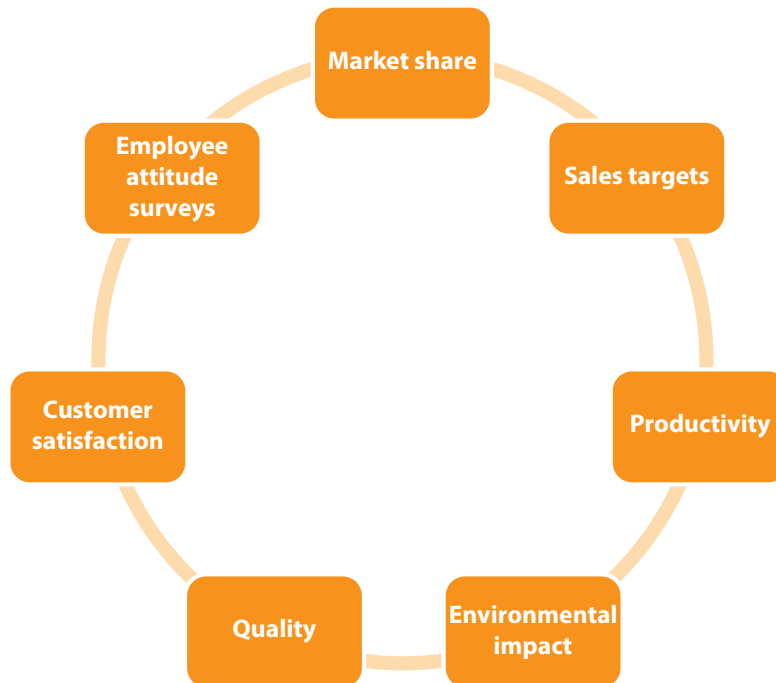 Market share
Sales targets
Productivity
Environmental
impact
Quality
Customer
satisfaction
Employee
attitude
surveys